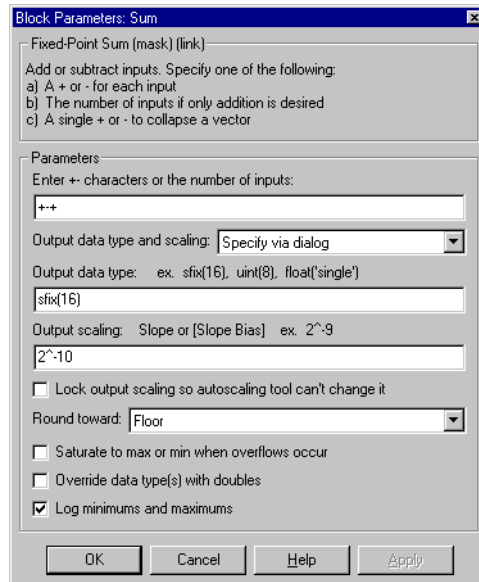 Block Parameters: Sum
Fixed-Point Sum (mask) (link)
Add or subtract inputs. Specify one of the following:
a) A + or - for each input
b) The number of inputs if only addition is desired
c) A single + or - to collapse a vector
Parameters
Enter +- characters or the number of inputs:
+-+
Output data type and scaling: Specify via dialog
Output data type: ex. sfix(16), uint(8), float('single')
sfix(16)
Output scaling: Slope or [Slope Bias] ex. 2^-9
2^-10
Lock output scaling so autoscaling tool can't change it
Round toward: Floor
Saturate to max or min when overflows occur
Override data type(s) with doubles
Log minimums and maximums
OK Cancel Help Apply